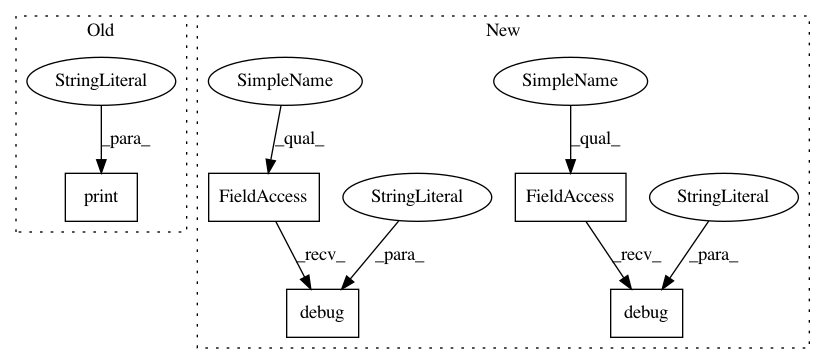 Old
New
StringLiteral
SimpleName
SimpleName
_para_
_qual_
_qual_
print
FieldAccess
StringLiteral
FieldAccess
StringLiteral
_recv_
_para_
_recv_
_para_
debug
debug